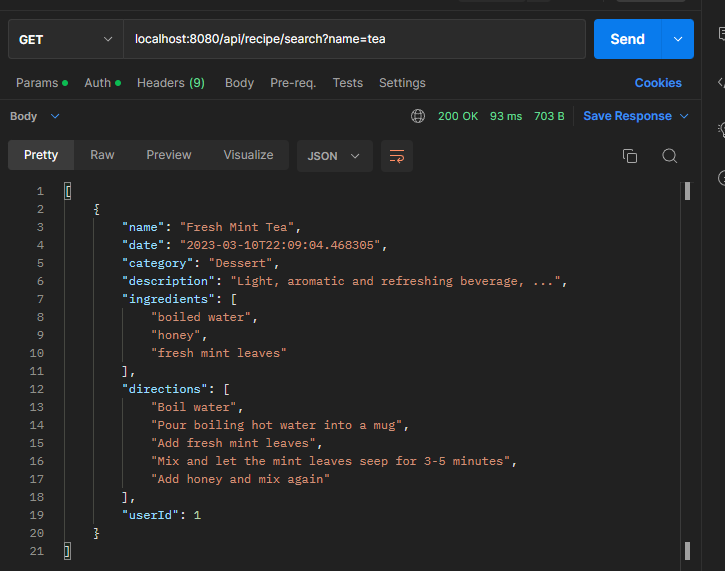 GET localhost:8080/api/recipe/search?name=tea Send
Params Auth Headers (9) Body Pre-req. Tests Settings Cookies
Body 200 OK 93 ms 703 B Save Response
Pretty Raw Preview Visualize JSON
1 [
2 {
3 "name": "Fresh Mint Tea",
4 "date": "2023-03-10T22:09:04.468305",
5 "category": "Dessert",
6 "description": "Light, aromatic and refreshing beverage, ...",
7 "ingredients": [
8 "boiled water",
9 "honey",
10 "fresh mint leaves"
11 ],
12 "directions": [
13 "Boil water",
14 "Pour boiling hot water into a mug",
15 "Add fresh mint leaves",
16 "Mix and let the mint leaves seep for 3-5 minutes",
17 "Add honey and mix again"
18 ],
19 "userId": 1
20 }
21 ]